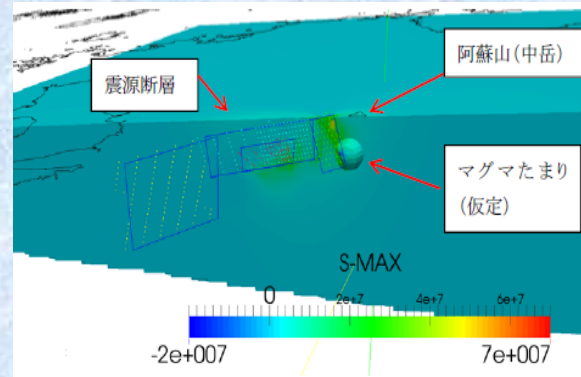 阿蘇山(中岳)
震源断層
マグマたまり
(仮定)
S-MAX
0
2e+7
4e+7
6e+7
-2e+007
7e+007